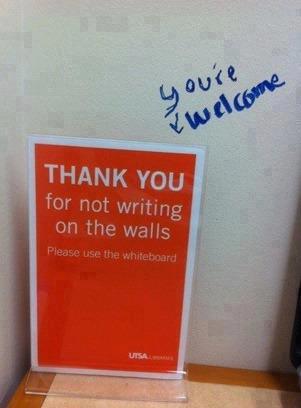 you're
welcome
THANK YOU
for not writing
on the walls
Please use the whiteboard
UTSA LIBRARIES